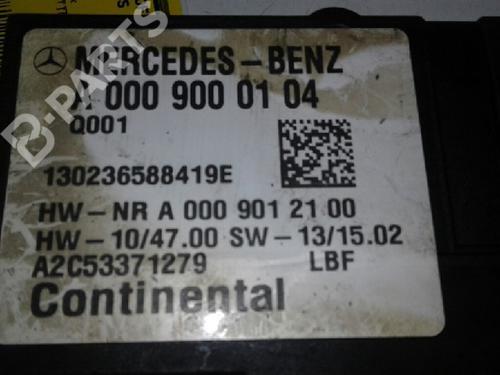 MERCEDES-BENZ
A 000 900 01 04
Q001
130236588419E
HW-NR A 000 901 21 00
HW-10/47.00 SW-13/15.02
A2C53371279 LBF
Continental
B-PARTS